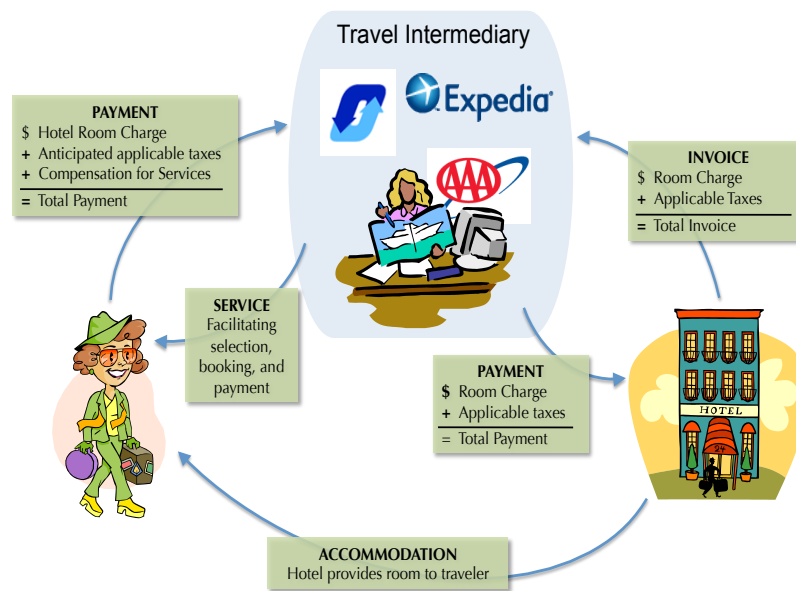 Travel Intermediary
Expedia
AAA
PAYMENT
$ Hotel Room Charge
+ Anticipated applicable taxes
+ Compensation for Services
= Total Payment
INVOICE
$ Room Charge
+ Applicable Taxes
= Total Invoice
SERVICE
Facilitating
selection,
booking, and
payment
PAYMENT
$ Room Charge
+ Applicable taxes
= Total Payment
HOTEL
24
ACCOMMODATION
Hotel provides room to traveler